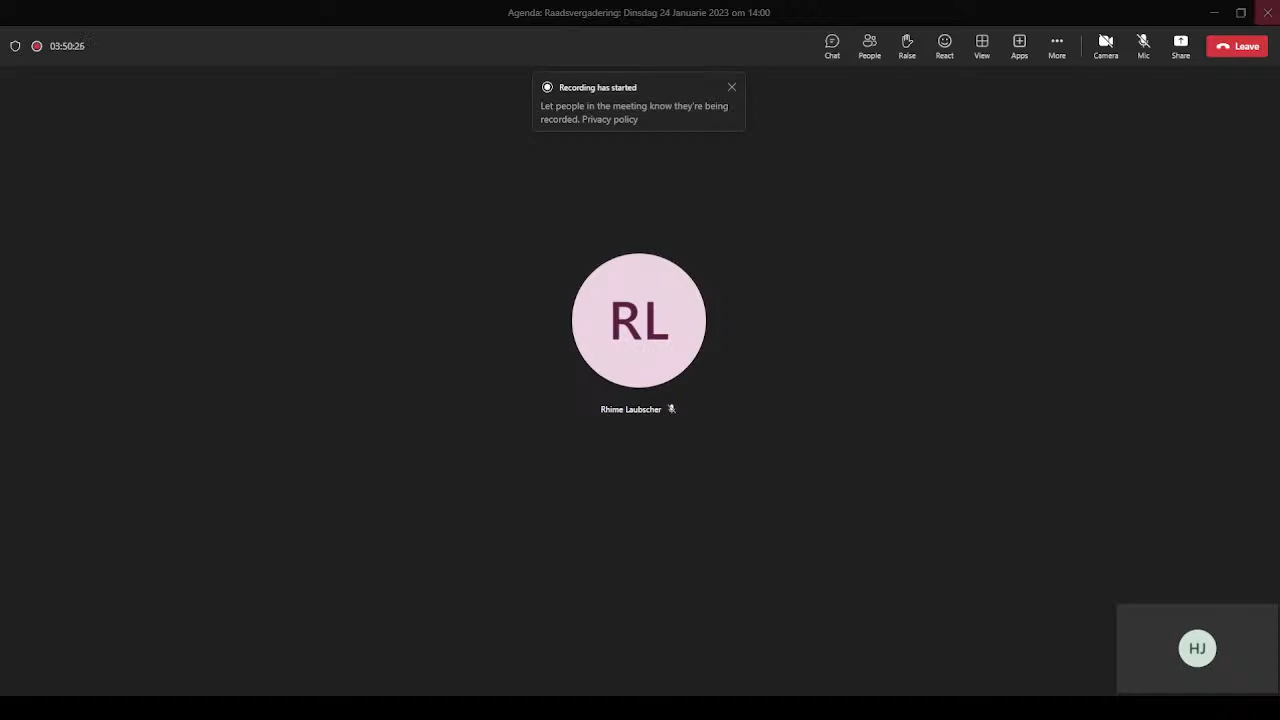 Agenda: Raadsvergadering: Dinsdag 24 Januarie 2023 om 14:00
03:50:26
Chat People Raise React View Apps More Camera Mic Share Leave
Recording has started
Let people in the meeting know they're being
recorded. Privacy policy
RL
Rhime Laubscher
HJ